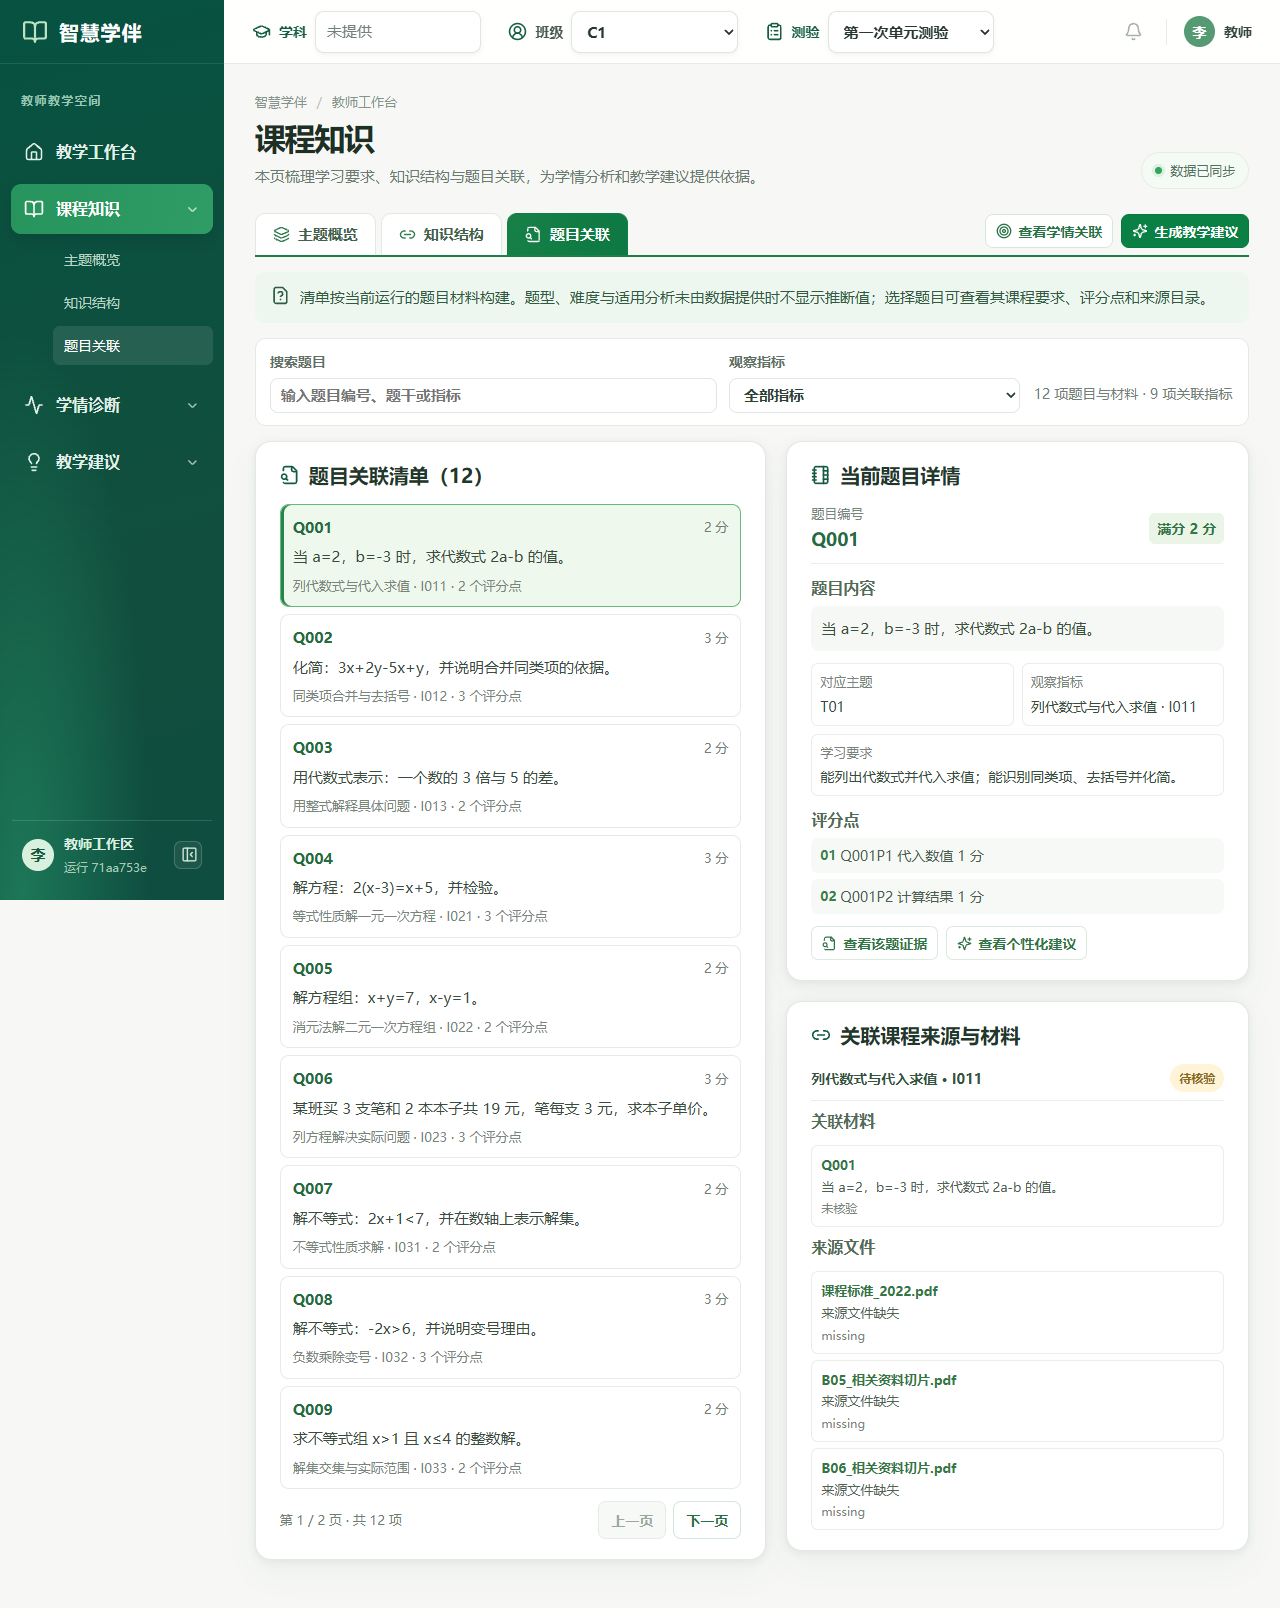 智慧学伴
学科
未提供
班级
C1
测验
第一次单元测验
李
教师
教师教学空间
教学工作台
课程知识
主题概览
知识结构
题目关联
学情诊断
教学建议
李
教师工作区
运行 71aa753e
智慧学伴 / 教师工作台
课程知识
本页梳理学习要求、知识结构与题目关联，为学情分析和教学建议提供依据。
数据已同步
主题概览
知识结构
题目关联
查看学情关联
生成教学建议
清单按当前运行的题目材料构建。题型、难度与适用分析未由数据提供时不显示推断值；选择题目可查看其课程要求、评分点和来源目录。
搜索题目
输入题目编号、题干或指标
观察指标
全部指标
12 项题目与材料 · 9 项关联指标
题目关联清单（12）
Q001
2 分
当 a=2，b=-3 时，求代数式 2a-b 的值。
列代数式与代入求值 · I011 · 2 个评分点
Q002
3 分
化简：3x+2y-5x+y，并说明合并同类项的依据。
同类项合并与去括号 · I012 · 3 个评分点
Q003
2 分
用代数式表示：一个数的 3 倍与 5 的差。
用整式解释具体问题 · I013 · 2 个评分点
Q004
3 分
解方程：2(x-3)=x+5，并检验。
等式性质解一元一次方程 · I021 · 3 个评分点
Q005
2 分
解方程组：x+y=7，x-y=1。
消元法解二元一次方程组 · I022 · 2 个评分点
Q006
3 分
某班买 3 支笔和 2 本本子共 19 元，笔每支 3 元，求本子单价。
列方程解决实际问题 · I023 · 3 个评分点
Q007
2 分
解不等式：2x+1<7，并在数轴上表示解集。
不等式性质求解 · I031 · 2 个评分点
Q008
3 分
解不等式：-2x>6，并说明变号理由。
负数乘除变号 · I032 · 3 个评分点
Q009
2 分
求不等式组 x>1 且 x≤4 的整数解。
解集交集与实际范围 · I033 · 2 个评分点
第 1 / 2 页 · 共 12 项
上一页
下一页
当前题目详情
题目编号
Q001
满分 2 分
题目内容
当 a=2，b=-3 时，求代数式 2a-b 的值。
对应主题
T01
观察指标
列代数式与代入求值 · I011
学习要求
能列出代数式并代入求值；能识别同类项、去括号并化简。
评分点
01 Q001P1 代入数值 1 分
02 Q001P2 计算结果 1 分
查看该题证据
查看个性化建议
关联课程来源与材料
列代数式与代入求值 • I011
待核验
关联材料
Q001
当 a=2，b=-3 时，求代数式 2a-b 的值。
未核验
来源文件
课程标准_2022.pdf
来源文件缺失
missing
B05_相关资料切片.pdf
来源文件缺失
missing
B06_相关资料切片.pdf
来源文件缺失
missing